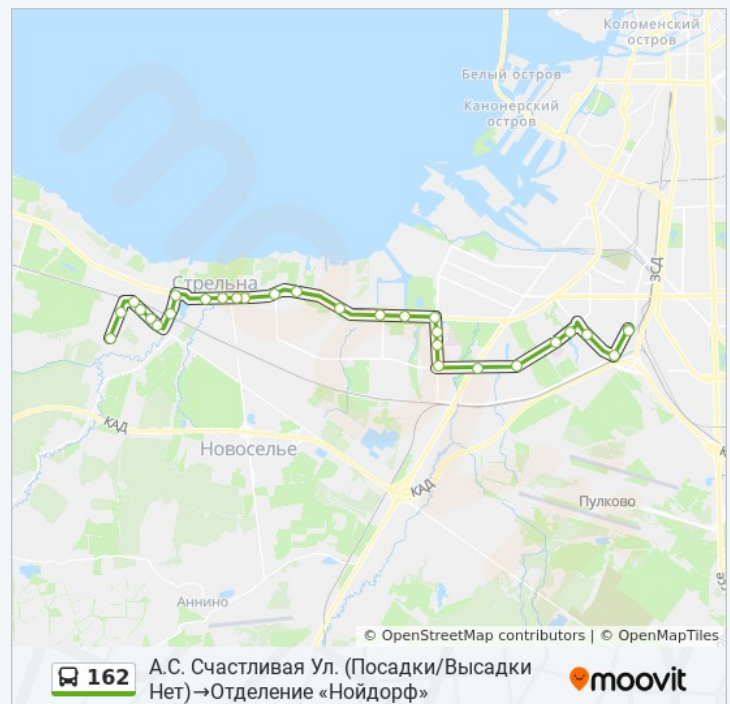 Коломенский
остров
Белый остров
Канонерский
остров
ЗСД
Стрельна
КАД
Новоселье
КАД
Пулково
Аннино
© OpenStreetMap contributors | © OpenMapTiles
162
А.С. Счастливая Ул. (Посадки/Высадки
Нет)→Отделение «Нойдорф»
moovit